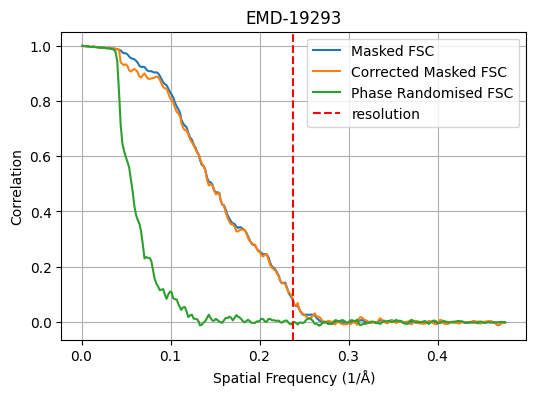 EMD-19293
Masked FSC
Corrected Masked FSC
Phase Randomised FSC
resolution
Correlation
1.0
0.8
0.6
0.4
0.2
0.0
0.0 0.1 0.2 0.3 0.4
Spatial Frequency (1/Å)